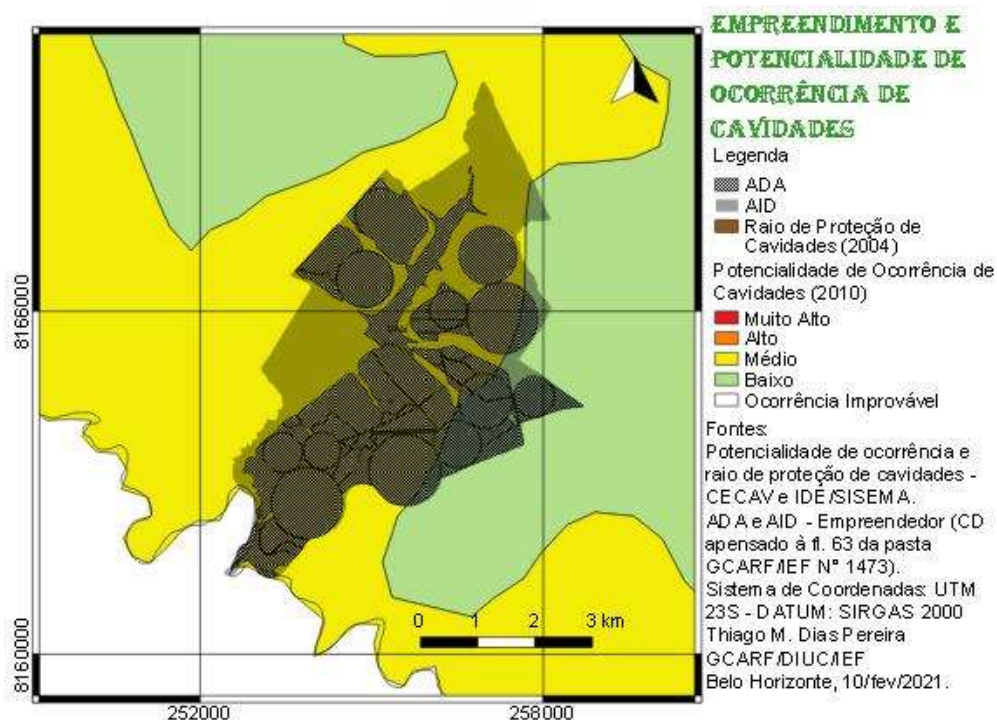 EMPREENDIMENTO E
POTENCIALIDADE DE
OCORRÊNCIA DE
CAVIDADES
Legenda
ADA
AID
Raio de Proteção de
Cavidades (2004)
Potencialidade de Ocorrência de
Cavidades (2010)
Muito Alto
Alto
Médio
Baixo
Ocorrência Improvável
Fontes:
Potencialidade de ocorrência e
raio de proteção de cavidades -
CECAV e IDE/SISEMA.
ADA e AID - Empreendedor (CD
apensado à fl. 63 da pasta
GCARF/IEF Nº 1473).
Sistema de Coordenadas: UTM
23S - DATUM: SIRGAS 2000
Thiago M. Dias Pereira
GCARF/DIUC/IEF
Belo Horizonte, 10/fev/2021.
8166000
8160000
0 1 2 3 km
252000 258000